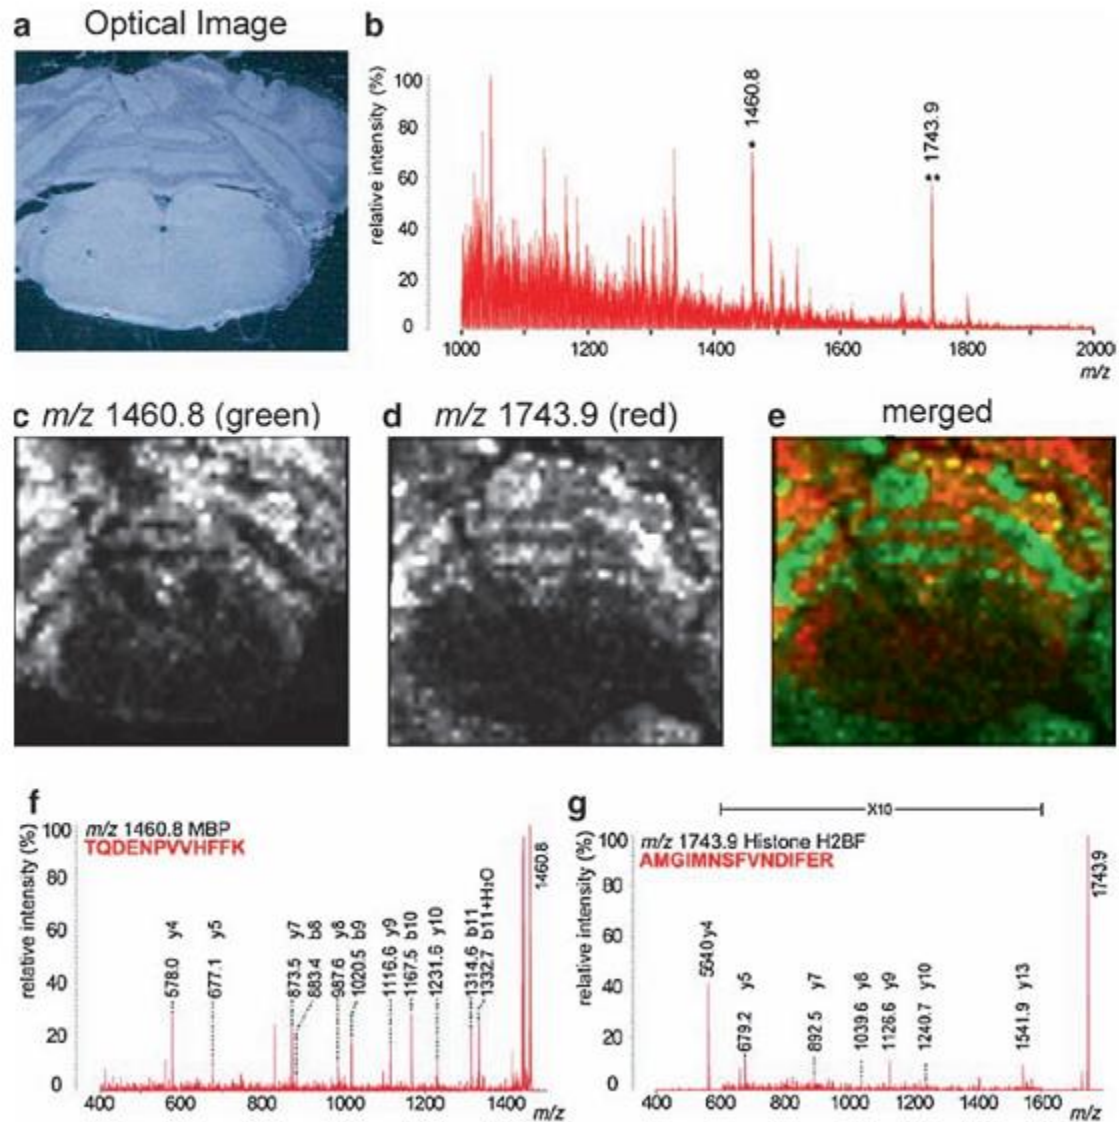 a Optical Image
b
relative intensity (%)
100
80
60
40
20
0
* 1460.8
** 1743.9
1000 1200 1400 1600 1800 2000
m/z
c m/z 1460.8 (green)
d m/z 1743.9 (red)
e merged
f
relative intensity (%)
100
80
60
40
20
0
m/z 1460.8 MBP
TQDENPVVHFFK
578.0 y4
677.1 y5
873.5 y7
883.4 b8
987.6 y8
1020.5 b9
1116.6 y9
1167.5 b10
1231.6 y10
1314.6 b11
1332.7 b11+H2O
1460.8
400 600 800 1000 1200 1400
m/z
g
X10
relative intensity (%)
100
80
60
40
20
0
m/z 1743.9 Histone H2BF
AMGIMNSFVNDIFER
564.0 y4
679.2 y5
892.5 y7
1039.6 y8
1126.6 y9
1240.7 y10
1541.9 y13
1743.9
400 600 800 1000 1200 1400 1600
m/z